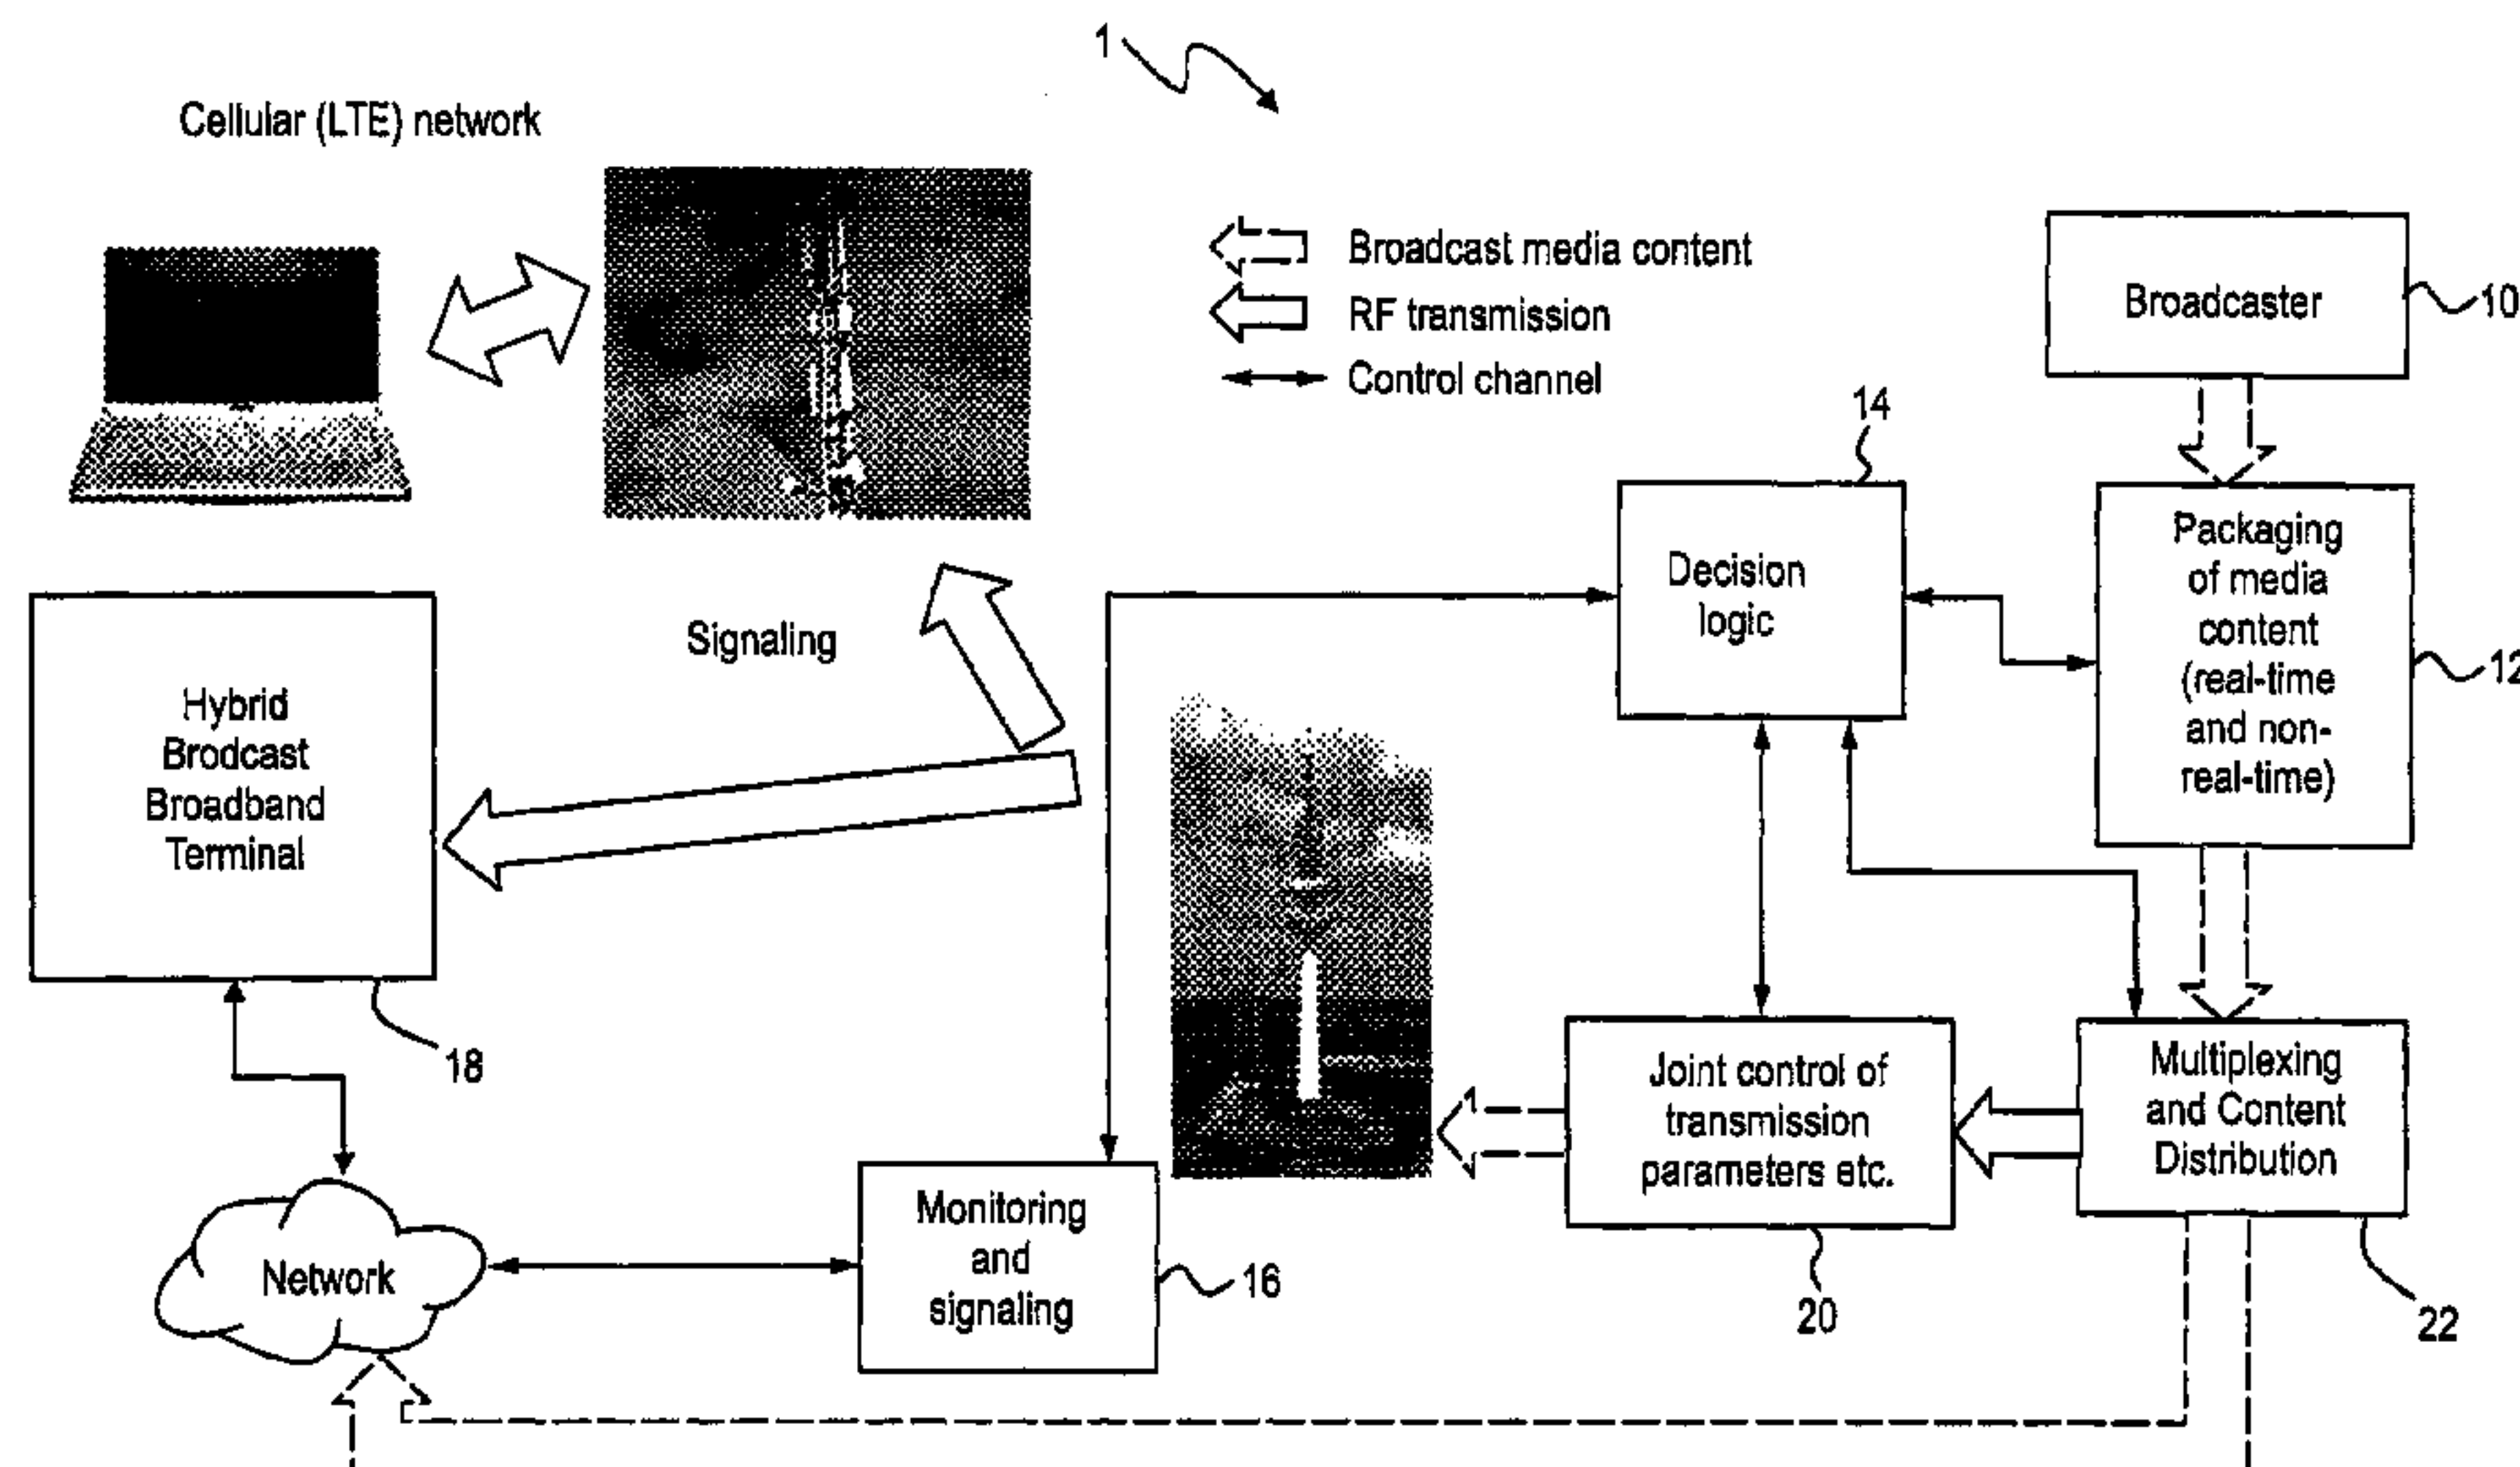 1
Cellular (LTE) network
Broadcast media content
RF transmission
Control channel
Broadcaster
10
14
Decision
logic
Packaging
of media
content
(real-time
and non-
real-time)
12
Signaling
Hybrid
Brodcast
Broadband
Terminal
18
Joint control of
transmission
parameters etc.
20
Multiplexing
and Content
Distribution
22
Monitoring
and
signaling
16
Network